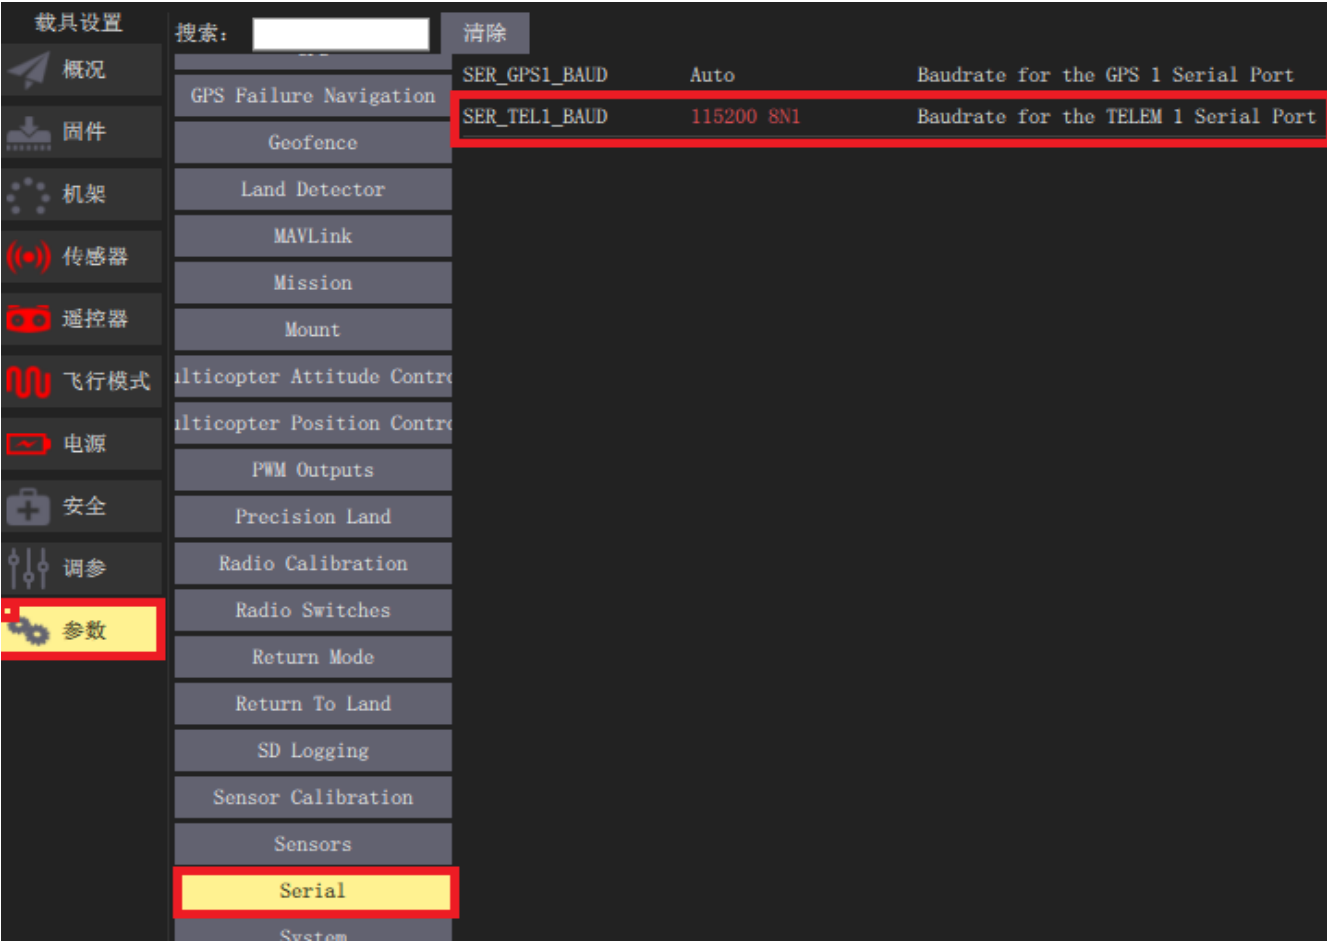 载具设置
概况
固件
机架
传感器
遥控器
飞行模式
电源
安全
调参
参数
搜索:
清除
GPS Failure Navigation
Geofence
Land Detector
MAVLink
Mission
Mount
ulticopter Attitude Contro
ulticopter Position Contro
PWM Outputs
Precision Land
Radio Calibration
Radio Switches
Return Mode
Return To Land
SD Logging
Sensor Calibration
Sensors
Serial
System
SER_GPS1_BAUD Auto Baudrate for the GPS 1 Serial Port
SER_TEL1_BAUD 115200 8N1 Baudrate for the TELEM 1 Serial Port